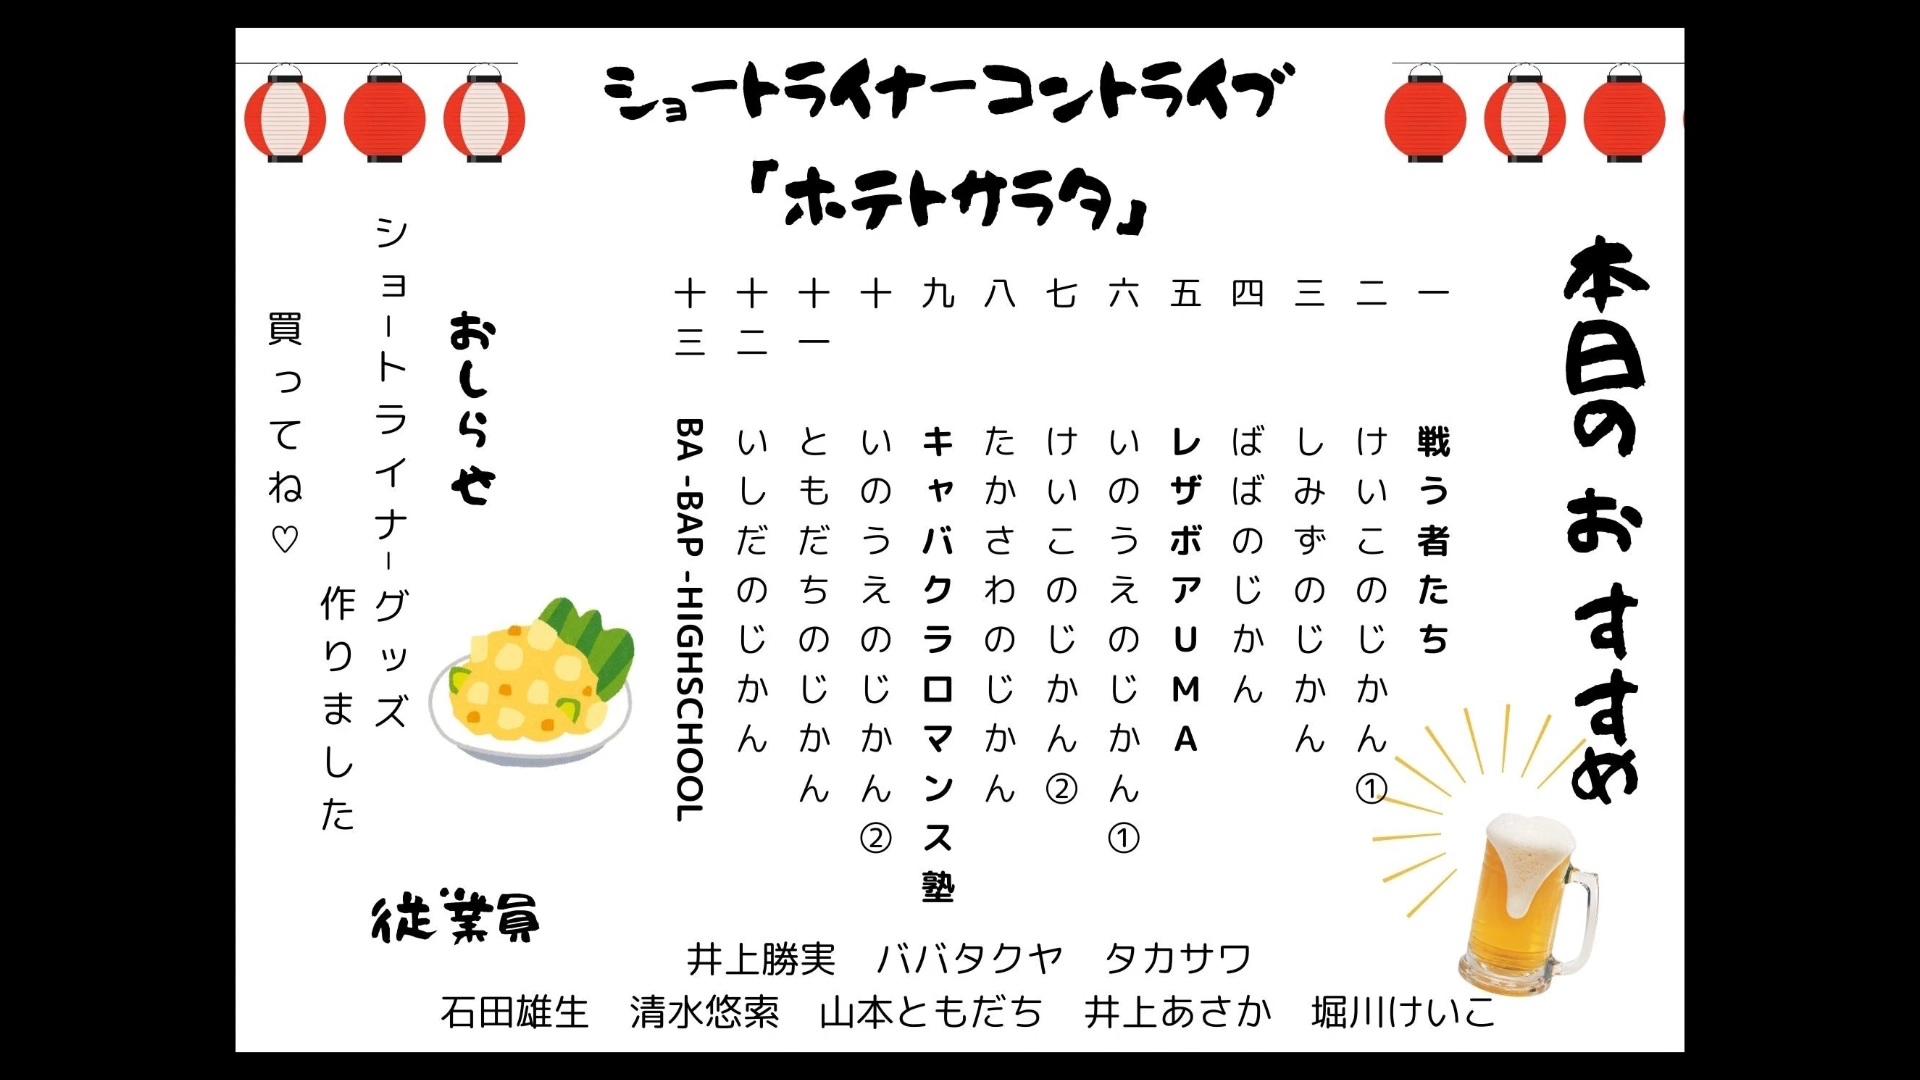 ショートライナーコントライブ
「ホテトサラタ」
本日のおすすめ
一 戦う者たち
二 けいこのじかん①
三 しみずのじかん
四 ばばのじかん
五 レザボアUMA
六 いのうえのじかん①
七 けいこのじかん②
八 たかさわのじかん
九 キャバクラロマンス塾
十 いのうえのじかん②
十一 ともだちのじかん
十二 いしだのじかん
十三 BA -BAP -HIGHSCHOOL
おしらせ
ショートライナーグッズ
作りました
買ってね♡
従業員
井上勝実 ババタクヤ タカサワ
石田雄生 清水悠索 山本ともだち 井上あさか 堀川けいこ